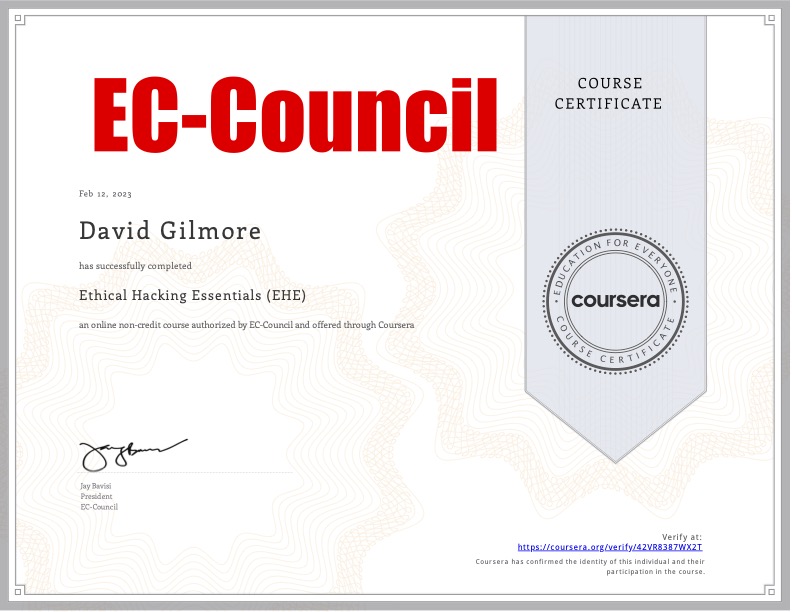 EC-Council
COURSE
CERTIFICATE
Feb 12, 2023
David Gilmore
has successfully completed
Ethical Hacking Essentials (EHE)
an online non-credit course authorized by EC-Council and offered through Coursera
EDUCATION FOR EVERYONE
coursera
COURSE CERTIFICATE
Jay Bavisi
President
EC-Council
Verify at:
https://coursera.org/verify/42VR8387WX2T
Coursera has confirmed the identity of this individual and their
participation in the course.